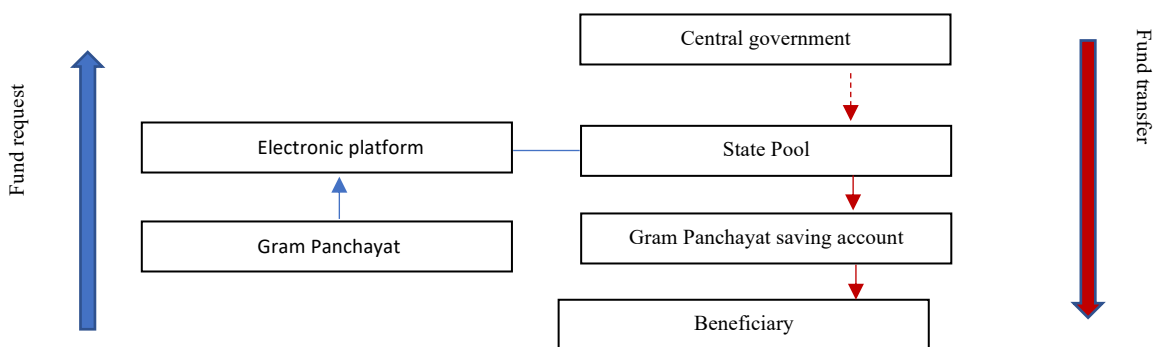 Fund request
Central government
Fund transfer
Electronic platform
State Pool
Gram Panchayat
Gram Panchayat saving account
Beneficiary